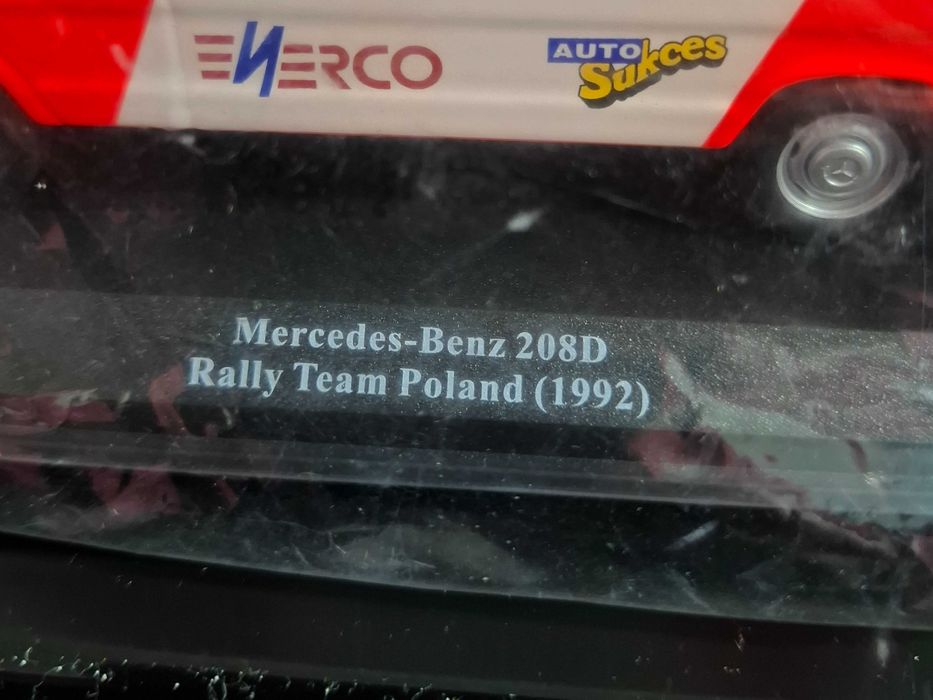 ENERCO
AUTO
Sukces
Mercedes-Benz 208D
Rally Team Poland (1992)